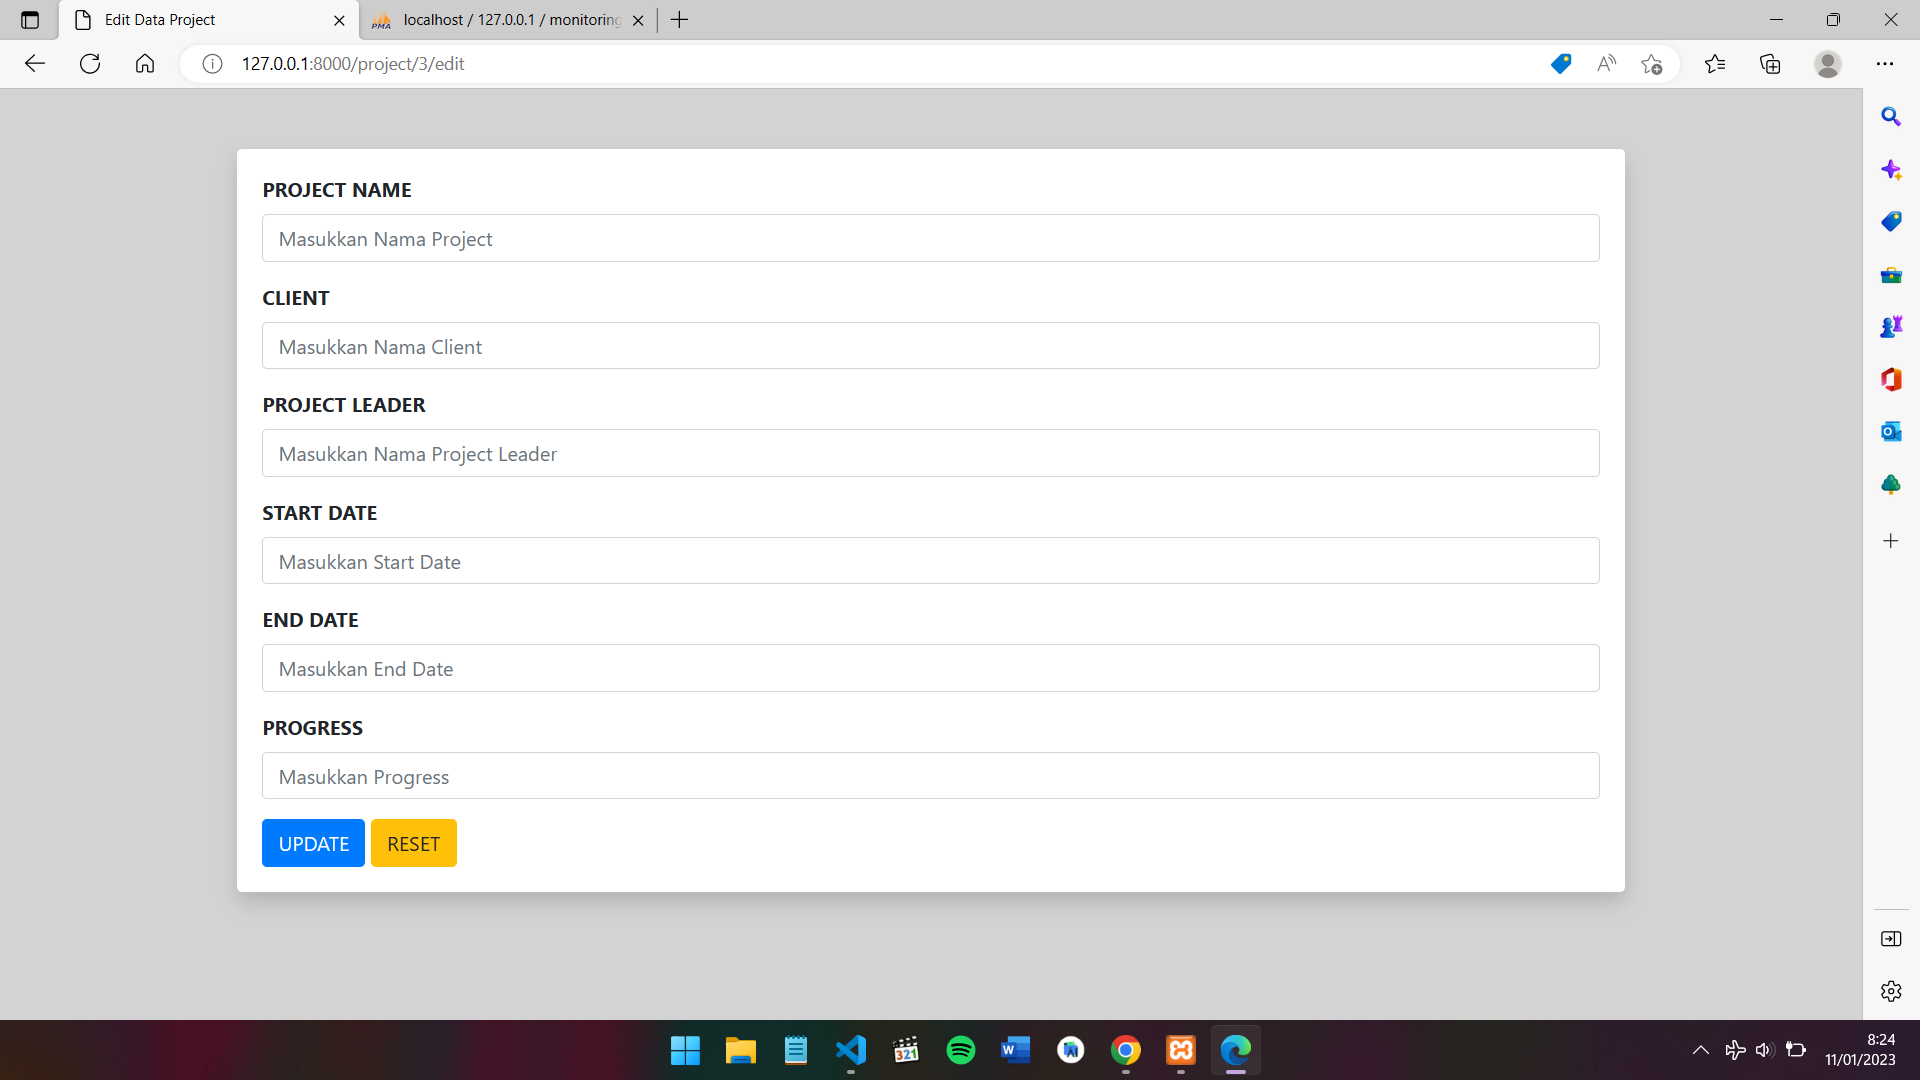 Edit Data Project
localhost / 127.0.0.1 / monitoring
127.0.0.1:8000/project/3/edit
PROJECT NAME
Masukkan Nama Project
CLIENT
Masukkan Nama Client
PROJECT LEADER
Masukkan Nama Project Leader
START DATE
Masukkan Start Date
END DATE
Masukkan End Date
PROGRESS
Masukkan Progress
UPDATE RESET
8:24
11/01/2023